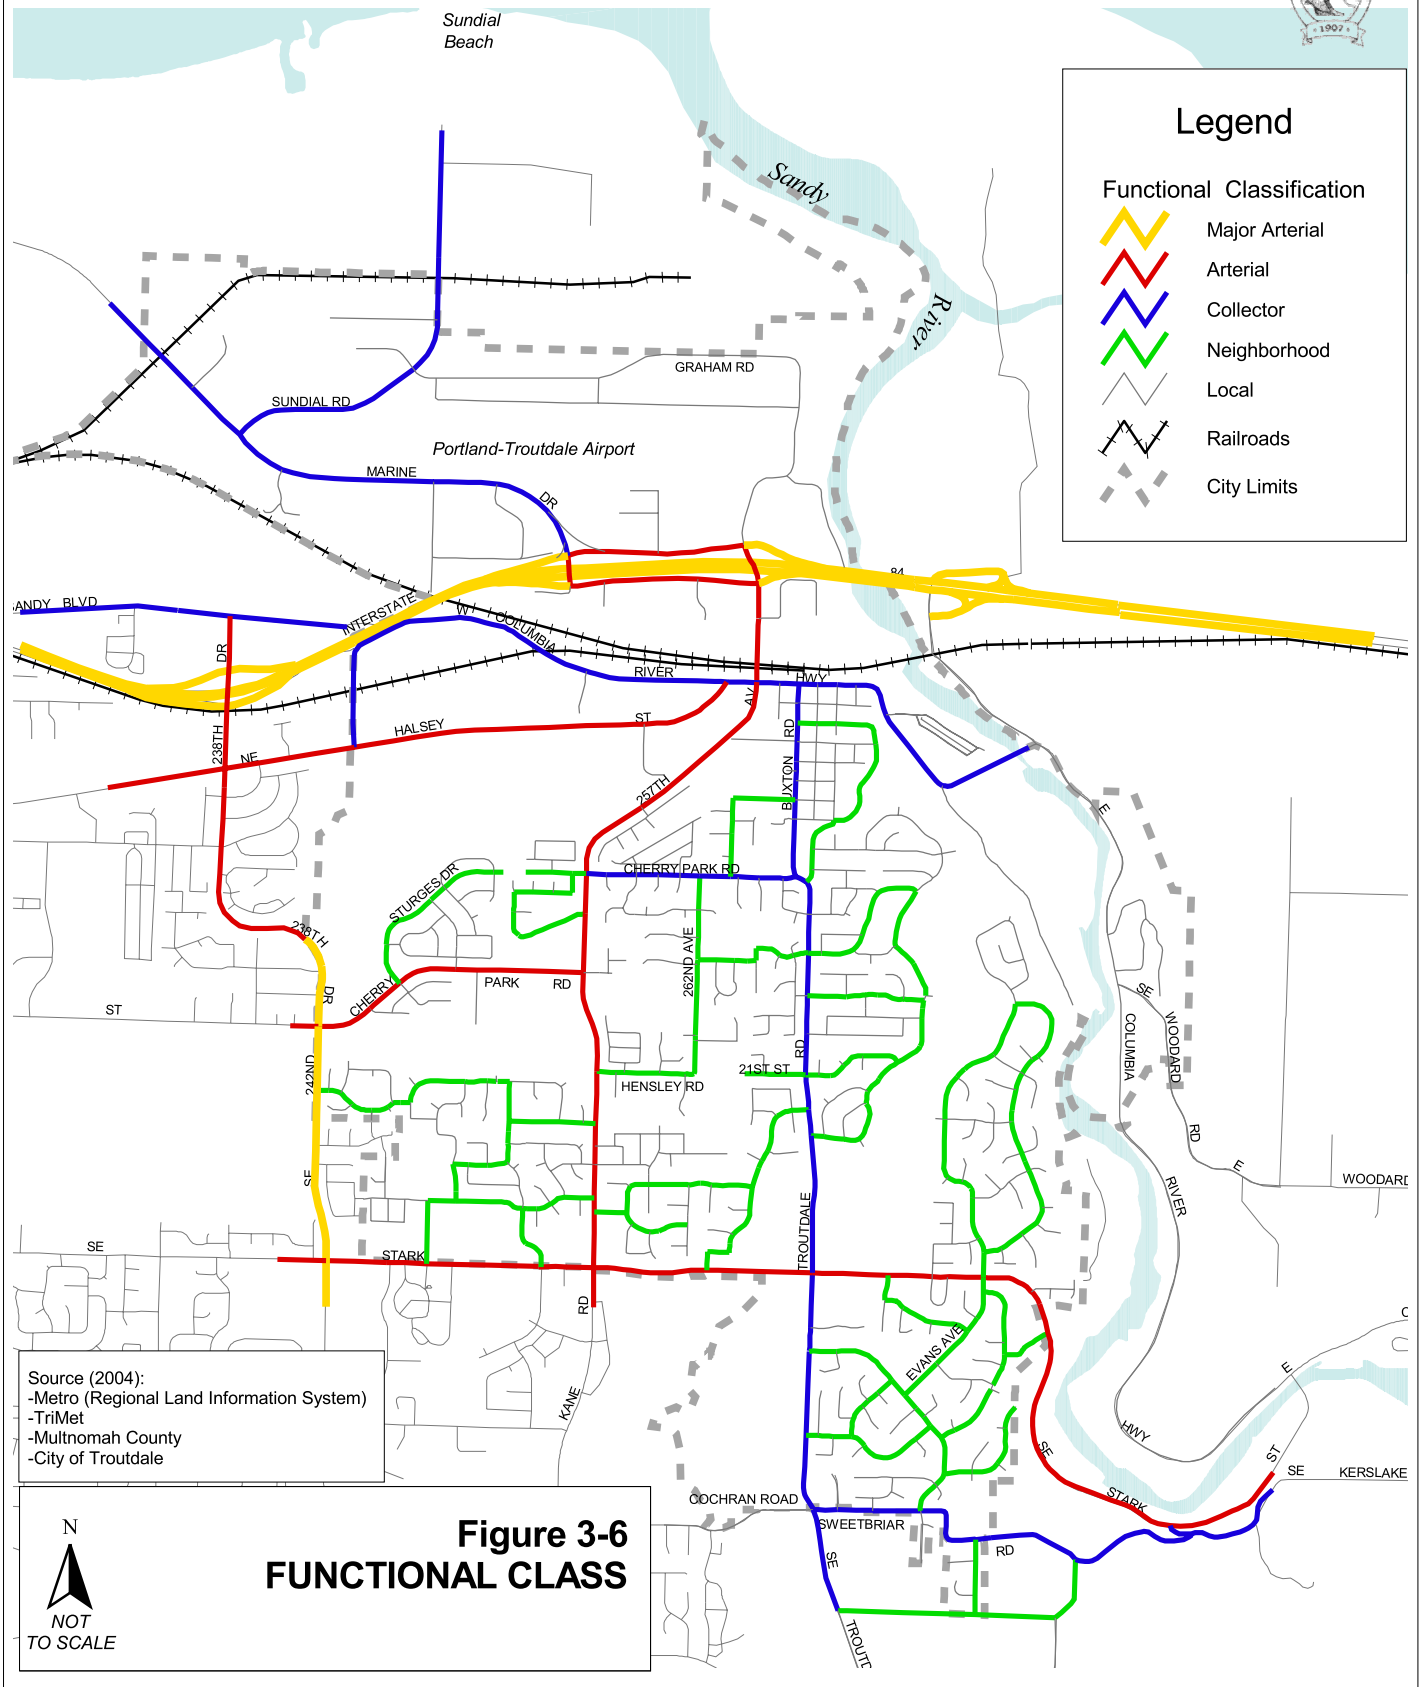 Sundial
Beach
1907
Legend
Functional Classification
Major Arterial
Arterial
Collector
Neighborhood
Local
Railroads
City Limits
Sandy
River
GRAHAM RD
SUNDIAL RD
Portland-Troutdale Airport
MARINE
DR
84
ANDY BLVD
INTERSTATE
W
COLUMBIA
RIVER
HWY
DR
238TH
NE
HALSEY
ST
AV
257TH
RD
BUXTON
E
STURGES DR
CHERRY PARK RD
238TH
DR
262ND AVE
CHERRY
PARK
RD
ST
SE
WOODARD
COLUMBIA
RD
242ND
21ST ST
HENSLEY RD
RD
E
WOODARD
SE
RIVER
TROUTDALE
SE
STARK
RD
EVANS AVE
KANE
E
HWY
SE
STARK
ST
SE
KERSLAKE
COCHRAN ROAD
SWEETBRIAR
RD
SE
TROUTD
Source (2004):
-Metro (Regional Land Information System)
-TriMet
-Multnomah County
-City of Troutdale
N
NOT
TO SCALE
Figure 3-6
FUNCTIONAL CLASS